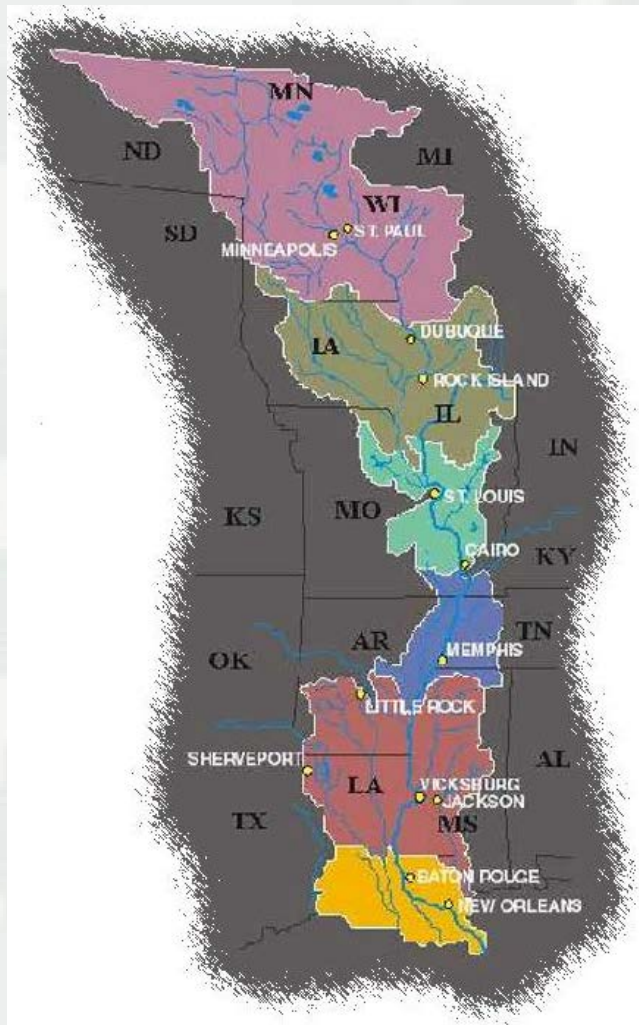 MN
ND
MI
WI
SD
ST. PAUL
MINNEAPOLIS
DUBUQUE
IA
ROCK ISLAND
IL
IN
ST. LOUIS
KS
MO
CAIRO
KY
TN
AR
MEMPHIS
OK
LITTLE ROCK
SHERVEPORT
AL
LA
VICKSBURG
JACKSON
TX
MS
BATON ROUGE
NEW ORLEANS